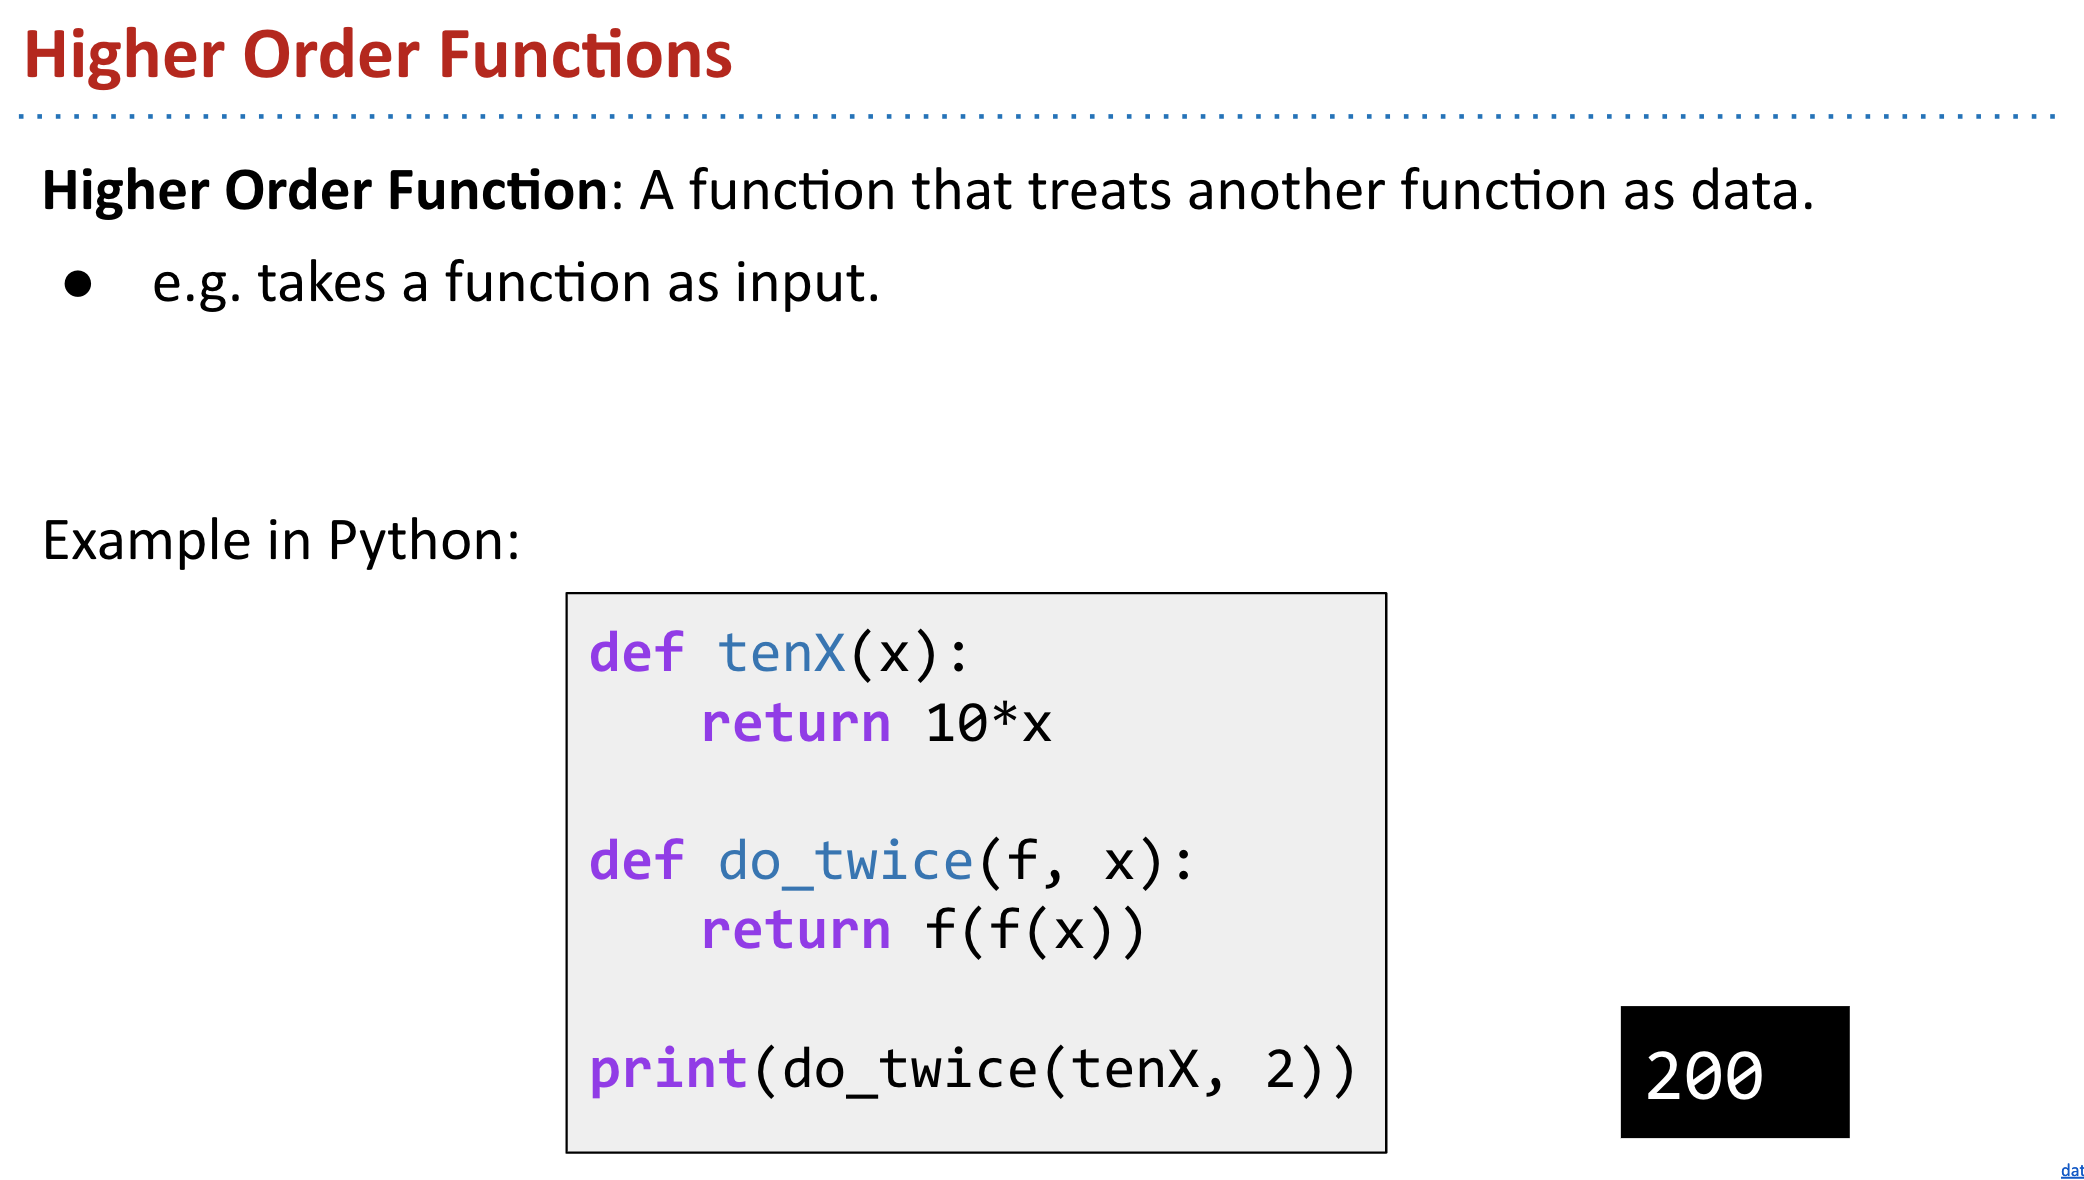 Higher Order Functions
Higher Order Function: A function that treats another function as data.
● e.g. takes a function as input.
Example in Python:
def tenX(x):
    return 10*x
def do_twice(f, x):
    return f(f(x))
print(do_twice(tenX, 2))
200
dat